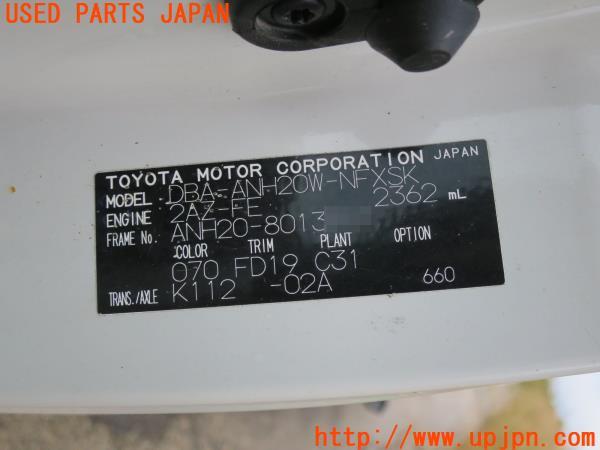 USED PARTS JAPAN
TOYOTA MOTOR CORPORATION JAPAN
MODEL DBA-ANH20W-NFXSK
ENGINE 2AZ-FE 2362 mL
FRAME No. ANH20-8013
COLOR TRIM PLANT OPTION
070 FD19 C31
TRANS./AXLE K112 -02A 660
UPJ http://www.upjpn.com/